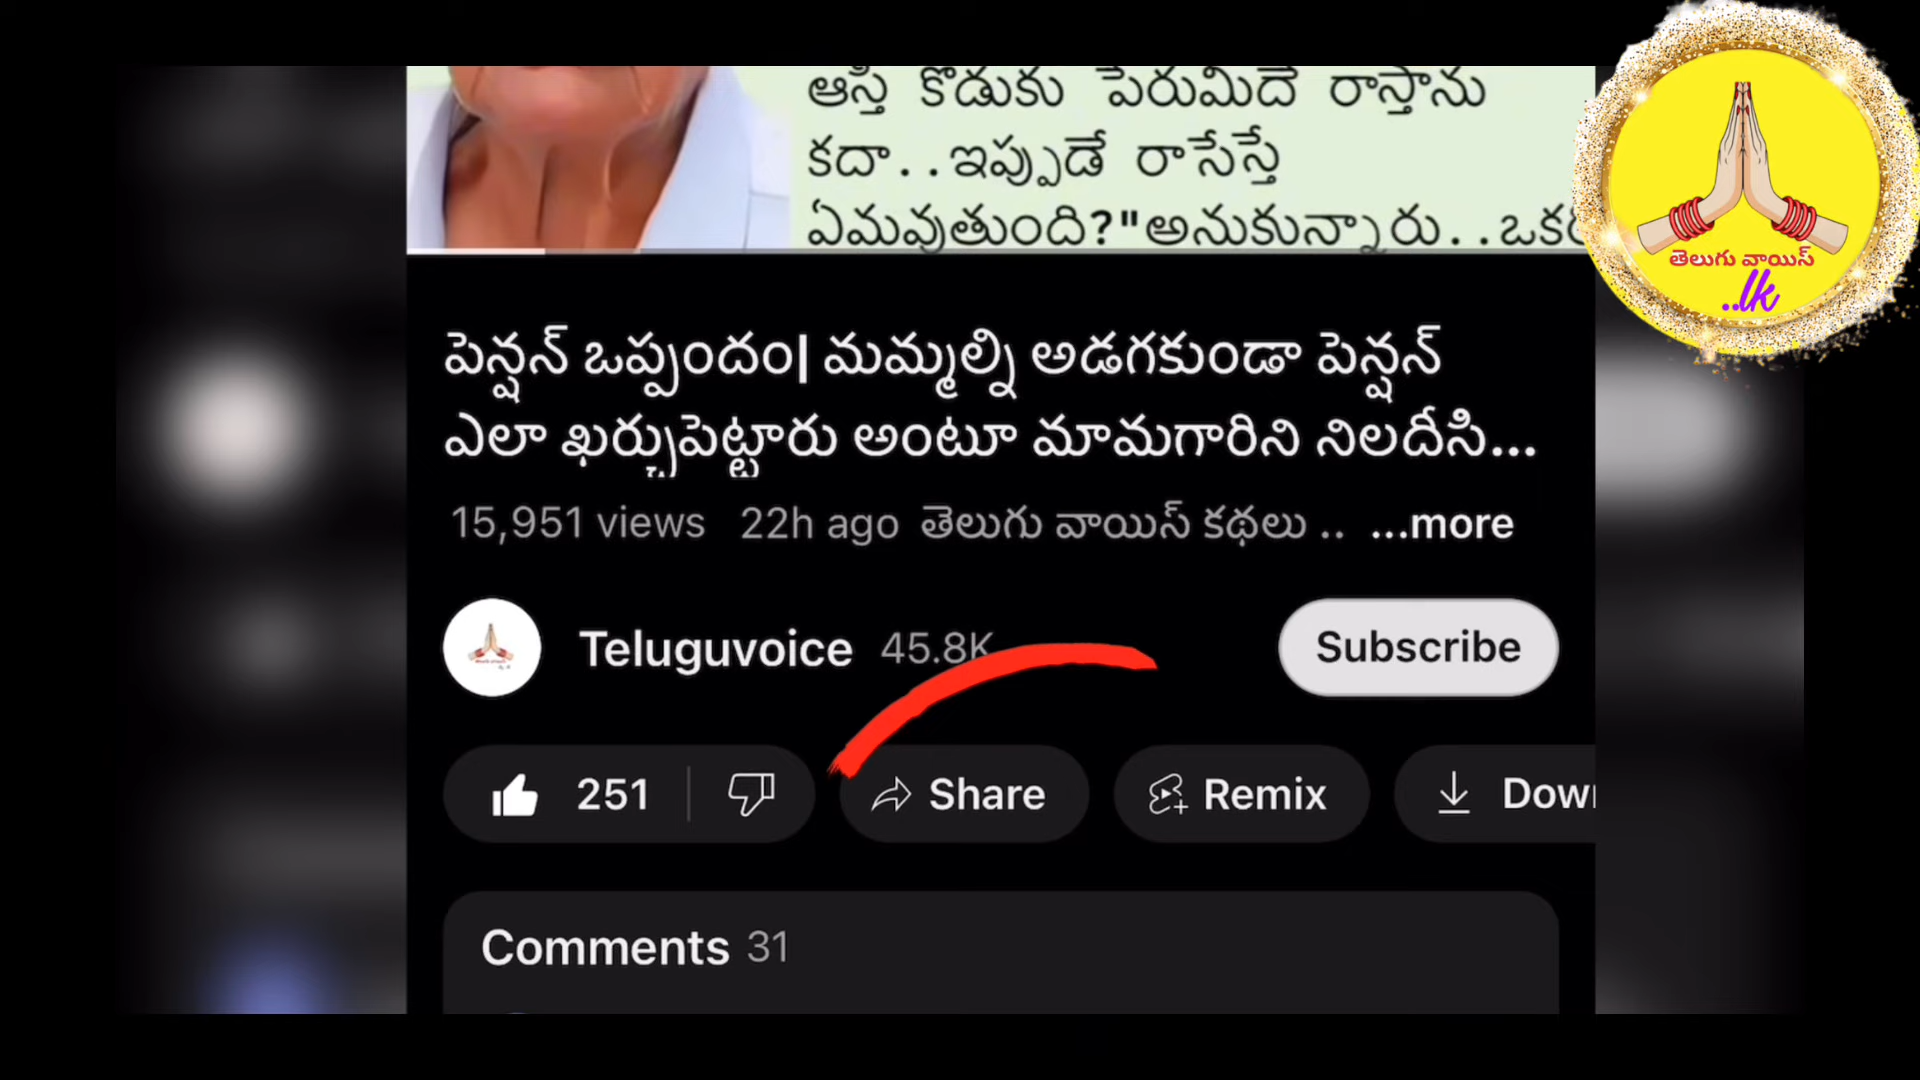 ఆస్తి కొడుకు పేరుమీదే రాస్తాను
కదా..ఇప్పుడే రాసేస్తే
ఏమవుతుంది?"అనుకున్నారు..
తెలుగు వాయిస్
..lk
పెన్షన్ ఒప్పందం| మమ్మల్ని అడగకుండా పెన్షన్
ఎలా ఖర్చుపెట్టారు అంటూ మామగారిని నిలదీసి...
15,951 views 22h ago తెలుగు వాయిస్ కథలు .. ...more
Teluguvoice 45.8K
Subscribe
251
Share
Remix
Comments 31